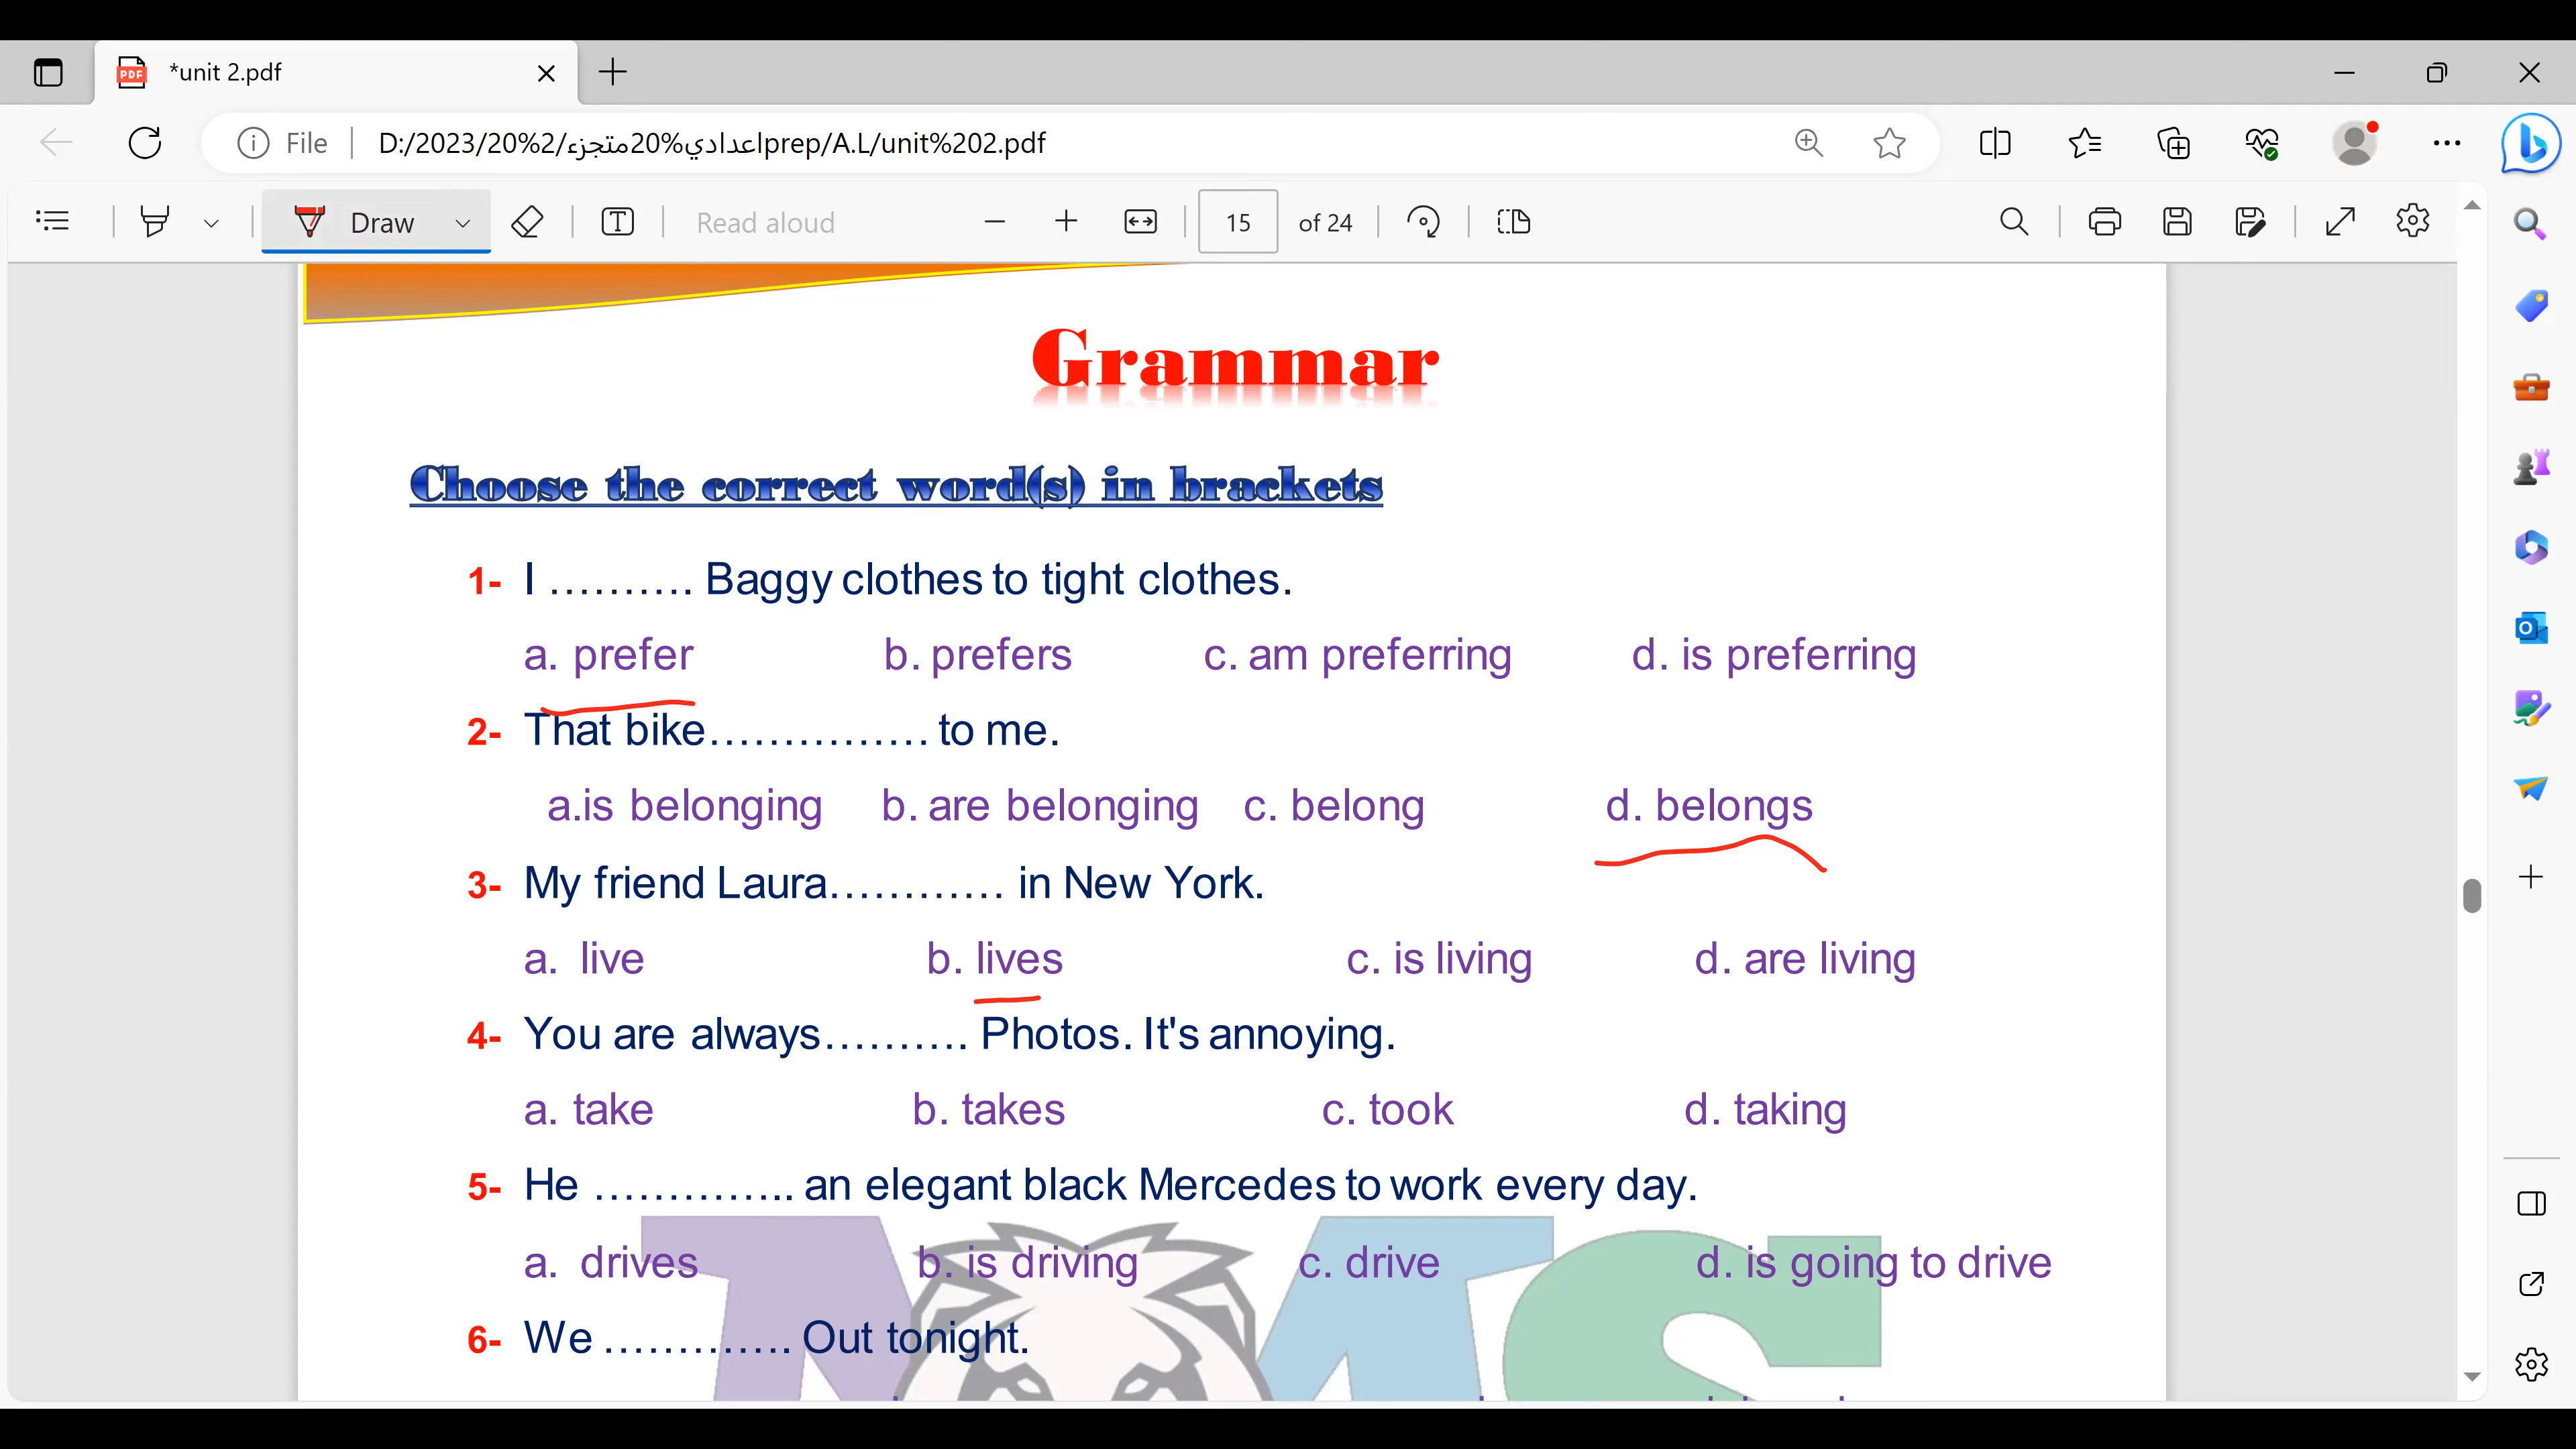 *unit 2.pdf
File D:/2023/20%2/اعدادي%20متجزء/prep/A.L/unit%202.pdf
Draw Read aloud 15 of 24
Grammar
Choose the correct word(s) in brackets
1- I .......... Baggy clothes to tight clothes.
a. prefer b. prefers c. am preferring d. is preferring
2- That bike............... to me.
a.is belonging b. are belonging c. belong d. belongs
3- My friend Laura............ in New York.
a. live b. lives c. is living d. are living
4- You are always.......... Photos. It's annoying.
a. take b. takes c. took d. taking
5- He .............. an elegant black Mercedes to work every day.
a. drives b. is driving c. drive d. is going to drive
6- We ............. Out tonight.